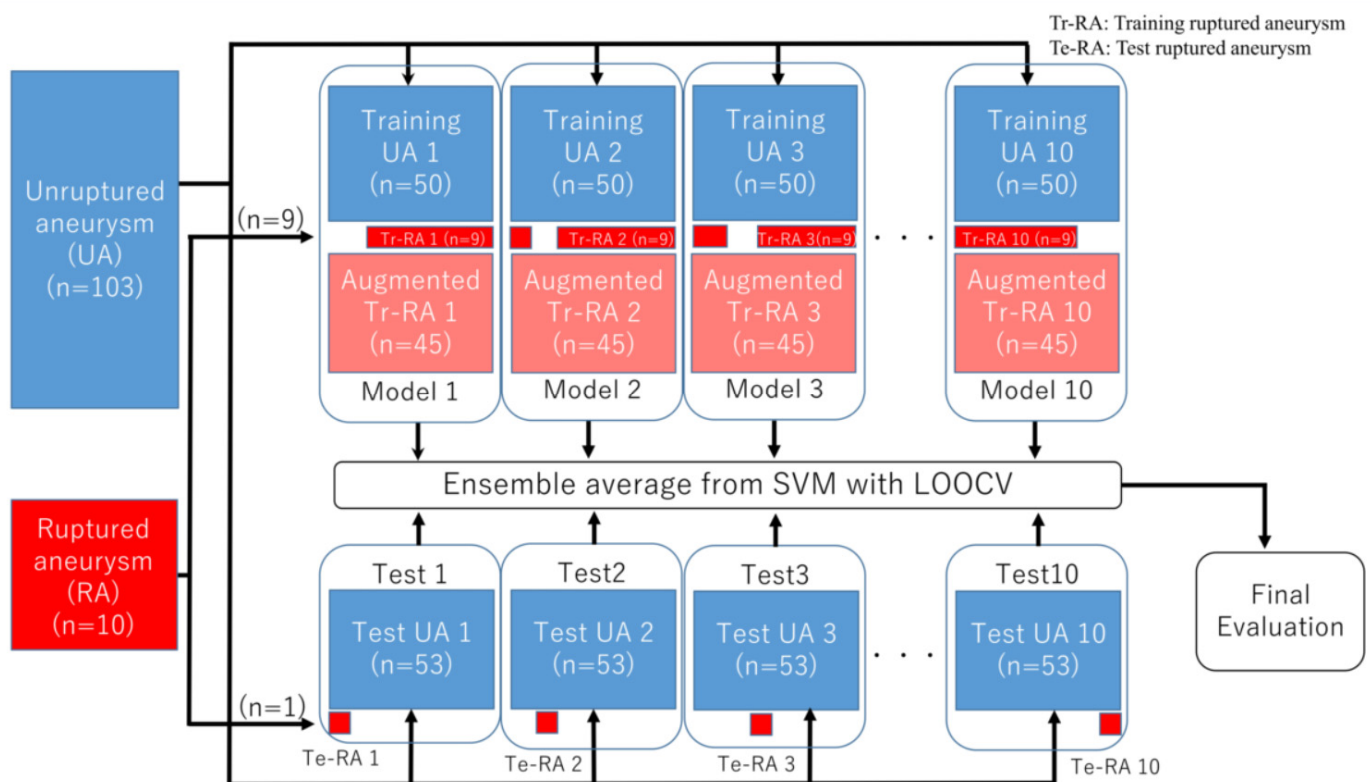 Tr-RA: Training ruptured aneurysm
Te-RA: Test ruptured aneurysm
Unruptured
aneurysm
(UA)
(n=103)
Ruptured
aneurysm
(RA)
(n=10)
(n=9)
(n=1)
Training
UA 1
(n=50)
Tr-RA 1 (n=9)
Augmented
Tr-RA 1
(n=45)
Model 1
Training
UA 2
(n=50)
Tr-RA 2 (n=9)
Augmented
Tr-RA 2
(n=45)
Model 2
Training
UA 3
(n=50)
Tr-RA 3(n=9)
Augmented
Tr-RA 3
(n=45)
Model 3
. . .
Training
UA 10
(n=50)
Tr-RA 10 (n=9)
Augmented
Tr-RA 10
(n=45)
Model 10
Ensemble average from SVM with LOOCV
Test 1
Test UA 1
(n=53)
Te-RA 1
Test2
Test UA 2
(n=53)
Te-RA 2
Test3
Test UA 3
(n=53)
Te-RA 3
. . .
Test10
Test UA 10
(n=53)
Te-RA 10
Final
Evaluation